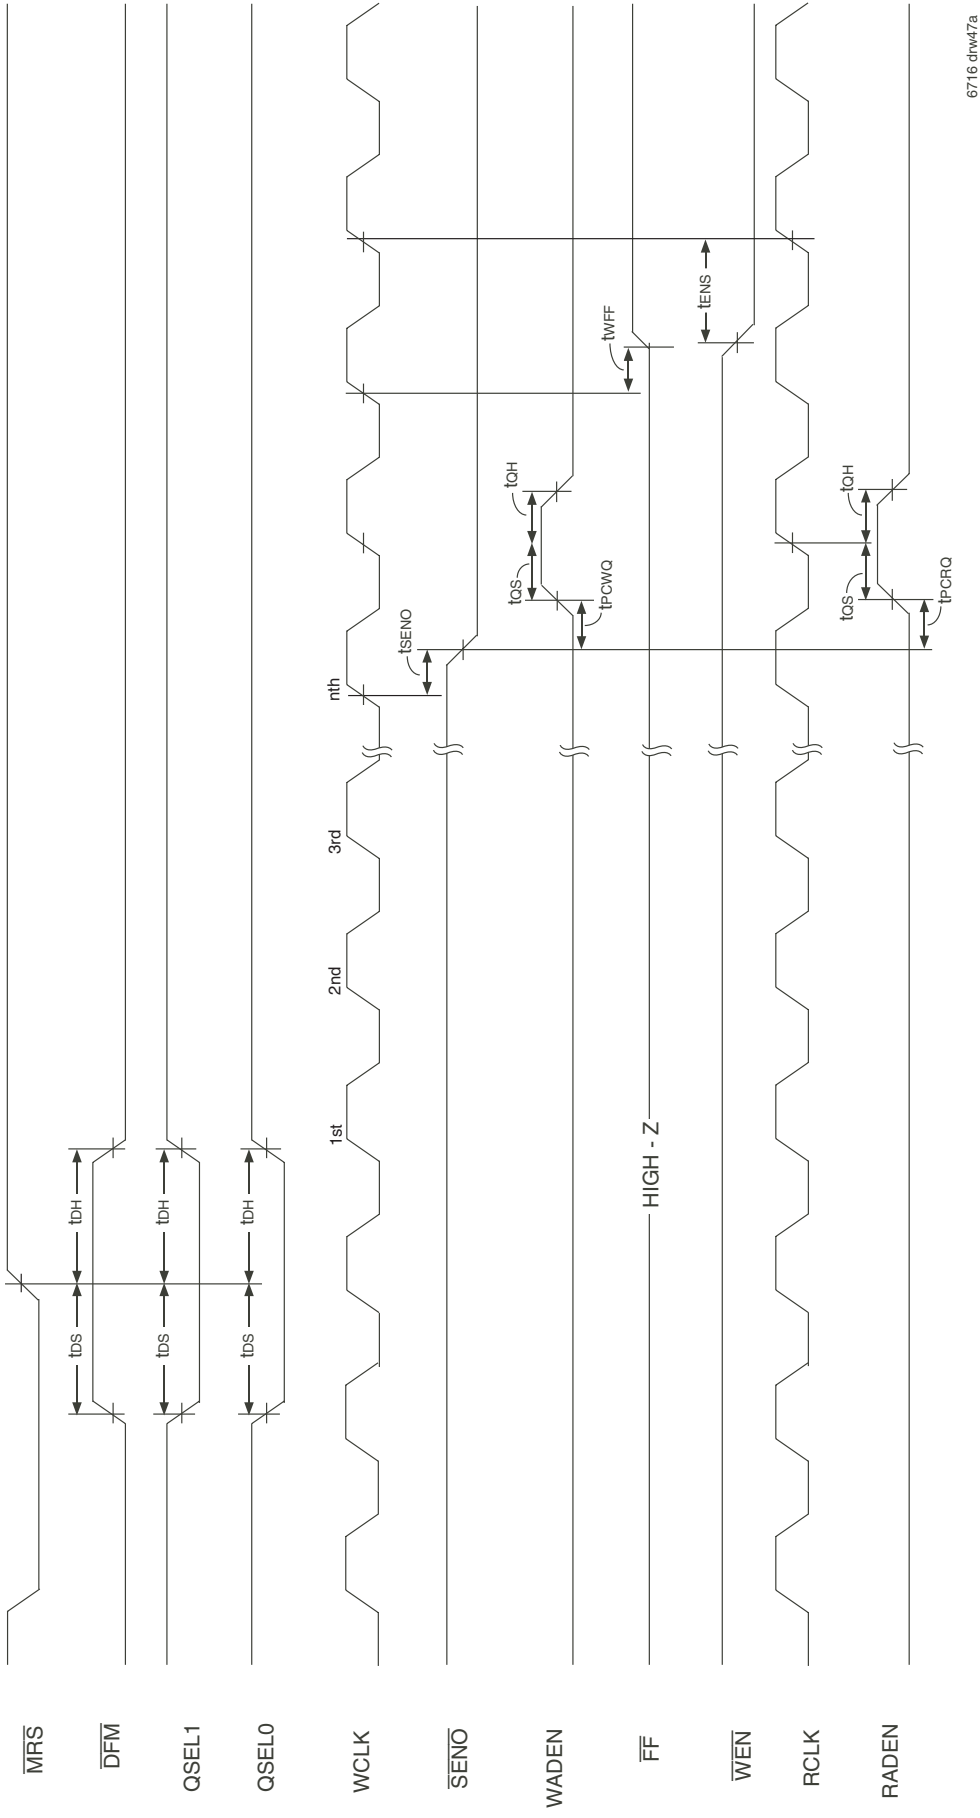 MRS
tDS
tDH
DFM
tDS
tDH
QSEL1
tDS
tDH
QSEL0
1st
2nd
3rd
nth
WCLK
tSENO
SENO
tQS
tQH
WADEN
tPCWQ
tWFF
FF
HIGH - Z
tENS
WEN
RCLK
tQS
tQH
RADEN
tPCRQ
6716 drw47a